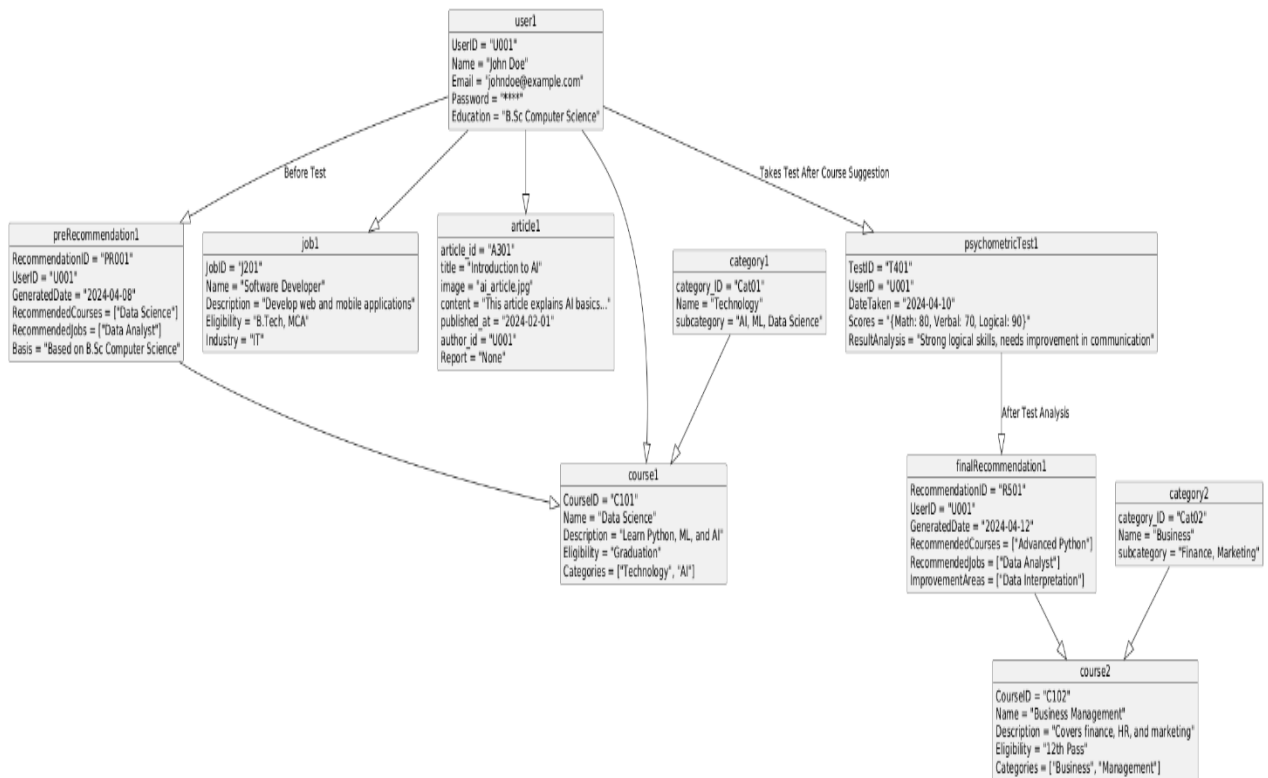 user1
UserID = "U001"
Name = "John Doe"
Email = "johndoe@example.com"
Password = "****"
Education = "B.Sc Computer Science"
Before Test
Takes Test After Course Suggestion
preRecommendation1
RecommendationID = "PR001"
UserID = "U001"
GeneratedDate = "2024-04-08"
RecommendedCourses = ["Data Science"]
RecommendedJobs = ["Data Analyst"]
Basis = "Based on B.Sc Computer Science"
job1
JobID = "J201"
Name = "Software Developer"
Description = "Develop web and mobile applications"
Eligibility = "B.Tech, MCA"
Industry = "IT"
article1
article_id = "A301"
title = "Introduction to AI"
image = "ai_article.jpg"
content = "This article explains AI basics..."
published_at = "2024-02-01"
author_id = "U001"
Report = "None"
category1
category_ID = "Cat01"
Name = "Technology"
subcategory = "AI, ML, Data Science"
psychometricTest1
TestID = "T401"
UserID = "U001"
DateTaken = "2024-04-10"
Scores = "{Math: 80, Verbal: 70, Logical: 90}"
ResultAnalysis = "Strong logical skills, needs improvement in communication"
After Test Analysis
course1
CourseID = "C101"
Name = "Data Science"
Description = "Learn Python, ML, and AI"
Eligibility = "Graduation"
Categories = ["Technology", "AI"]
finalRecommendation1
RecommendationID = "R501"
UserID = "U001"
GeneratedDate = "2024-04-12"
RecommendedCourses = ["Advanced Python"]
RecommendedJobs = ["Data Analyst"]
ImprovementAreas = ["Data Interpretation"]
category2
category_ID = "Cat02"
Name = "Business"
subcategory = "Finance, Marketing"
course2
CourseID = "C102"
Name = "Business Management"
Description = "Covers finance, HR, and marketing"
Eligibility = "12th Pass"
Categories = ["Business", "Management"]